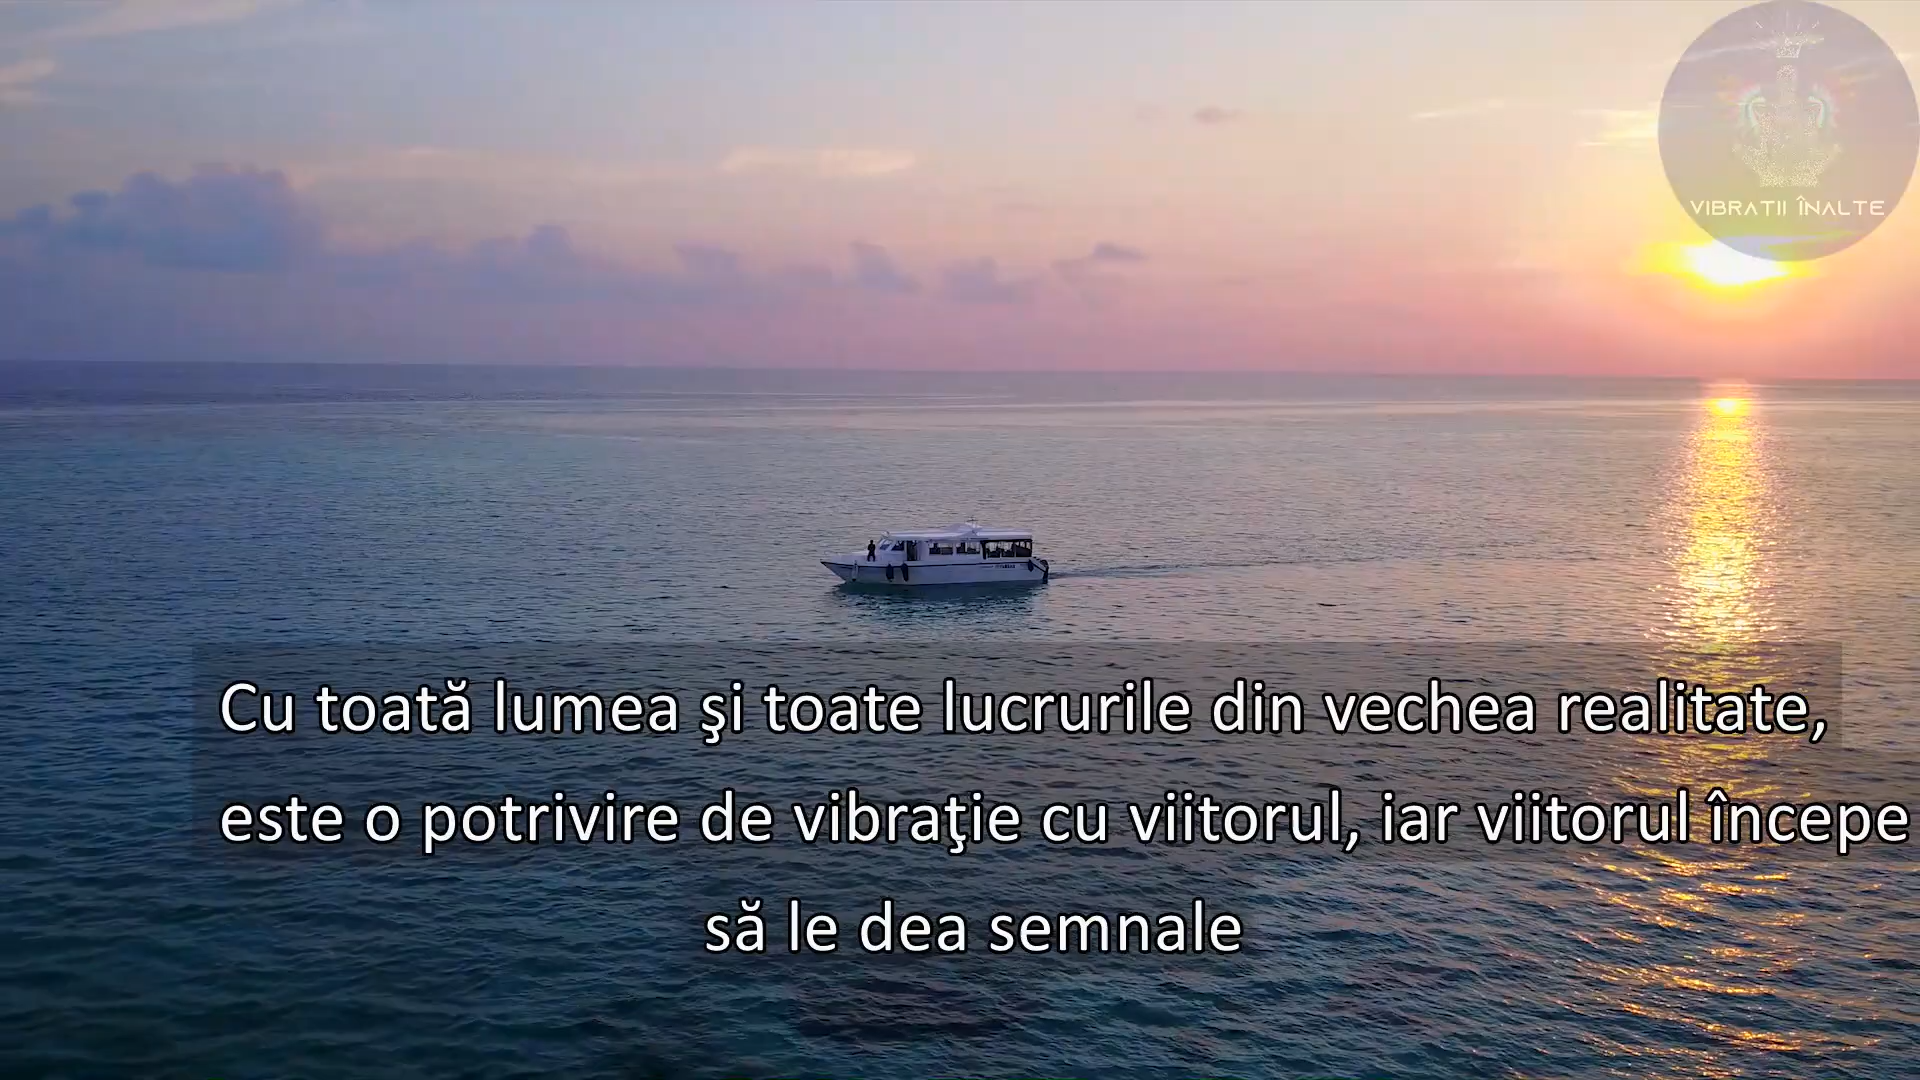 VIBRATII ÎNALTE
Cu toată lumea şi toate lucrurile din vechea realitate,
este o potrivire de vibraţie cu viitorul, iar viitorul începe
să le dea semnale